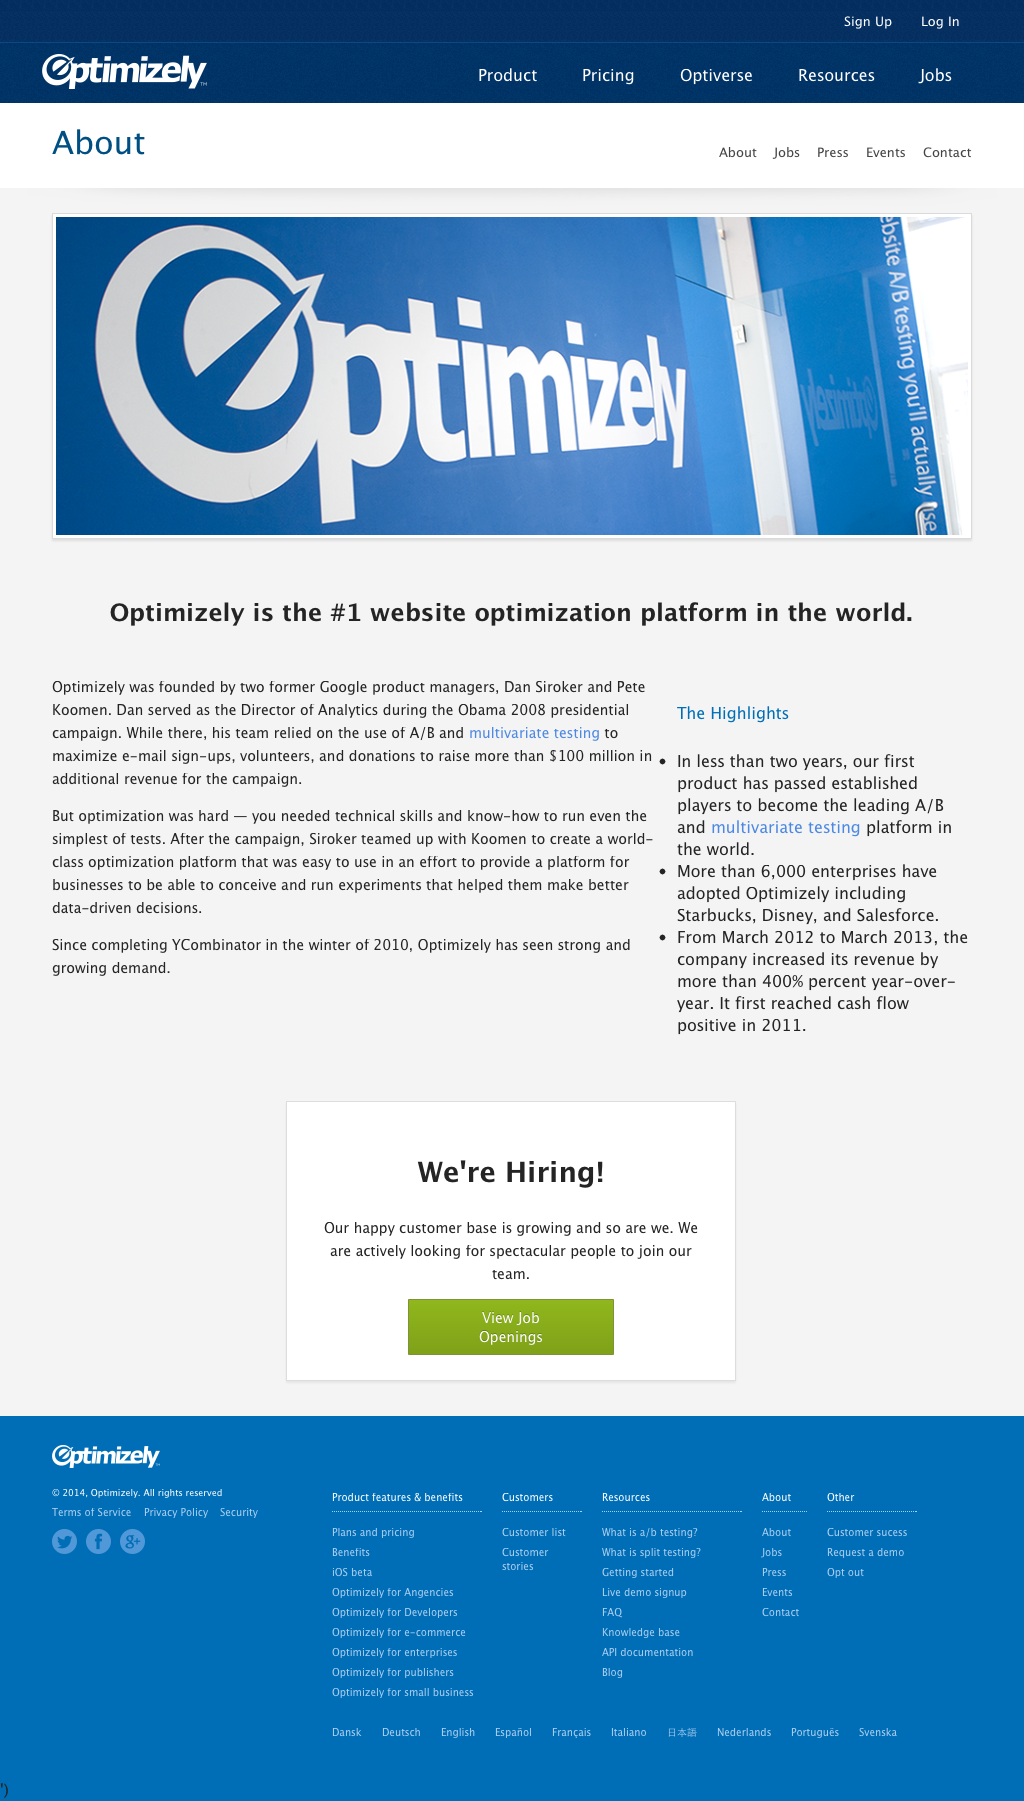 Sign Up Log In
Optimizely
Product Pricing Optiverse Resources Jobs
About
About Jobs Press Events Contact
Optimizely
Optimizely
ebsite A/B testing you'll actually use
Optimizely is the #1 website optimization platform in the world.
Optimizely was founded by two former Google product managers, Dan Siroker and Pete
Koomen. Dan served as the Director of Analytics during the Obama 2008 presidential
campaign. While there, his team relied on the use of A/B and multivariate testing to
maximize e-mail sign-ups, volunteers, and donations to raise more than $100 million in
additional revenue for the campaign.
But optimization was hard — you needed technical skills and know-how to run even the
simplest of tests. After the campaign, Siroker teamed up with Koomen to create a world-
class optimization platform that was easy to use in an effort to provide a platform for
businesses to be able to conceive and run experiments that helped them make better
data-driven decisions.
Since completing YCombinator in the winter of 2010, Optimizely has seen strong and
growing demand.
The Highlights
• In less than two years, our first
product has passed established
players to become the leading A/B
and multivariate testing platform in
the world.
• More than 6,000 enterprises have
adopted Optimizely including
Starbucks, Disney, and Salesforce.
• From March 2012 to March 2013, the
company increased its revenue by
more than 400% percent year-over-
year. It first reached cash flow
positive in 2011.
We're Hiring!
Our happy customer base is growing and so are we. We
are actively looking for spectacular people to join our
team.
View Job
Openings
Optimizely
© 2014, Optimizely. All rights reserved
Terms of Service Privacy Policy Security
Product features & benefits
Plans and pricing
Benefits
iOS beta
Optimizely for Angencies
Optimizely for Developers
Optimizely for e-commerce
Optimizely for enterprises
Optimizely for publishers
Optimizely for small business
Customers
Customer list
Customer
stories
Resources
What is a/b testing?
What is split testing?
Getting started
Live demo signup
FAQ
Knowledge base
API documentation
Blog
About
About
Jobs
Press
Events
Contact
Other
Customer sucess
Request a demo
Opt out
Dansk Deutsch English Español Français Italiano 日本語 Nederlands Português Svenska
')